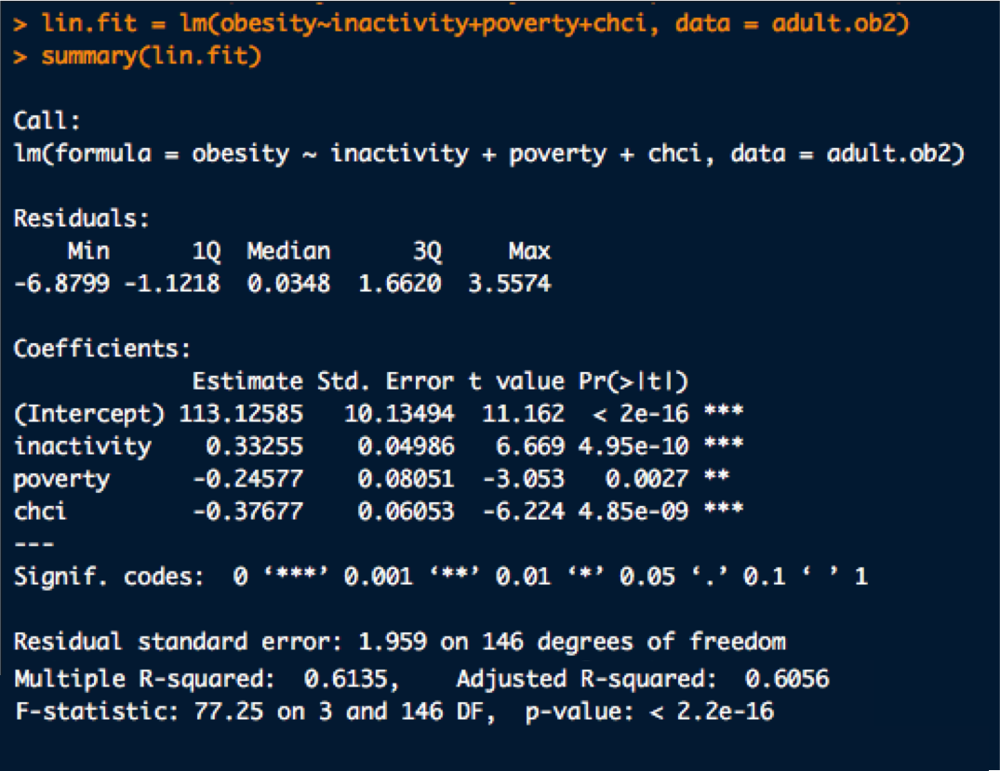 > lin.fit = lm(obesity~inactivity+poverty+chci, data = adult.ob2)
> summary(lin.fit)
Call:
lm(formula = obesity ~ inactivity + poverty + chci, data = adult.ob2)
Residuals:
Min 1Q Median 3Q Max
-6.8799 -1.1218 0.0348 1.6620 3.5574
Coefficients:
Estimate Std. Error t value Pr(>|t|)
(Intercept) 113.12585 10.13494 11.162 < 2e-16 ***
inactivity 0.33255 0.04986 6.669 4.95e-10 ***
poverty -0.24577 0.08051 -3.053 0.0027 **
chci -0.37677 0.06053 -6.224 4.85e-09 ***
---
Signif. codes: 0 ‘***’ 0.001 ‘**’ 0.01 ‘*’ 0.05 ‘.’ 0.1 ‘ ’ 1
Residual standard error: 1.959 on 146 degrees of freedom
Multiple R-squared: 0.6135, Adjusted R-squared: 0.6056
F-statistic: 77.25 on 3 and 146 DF, p-value: < 2.2e-16